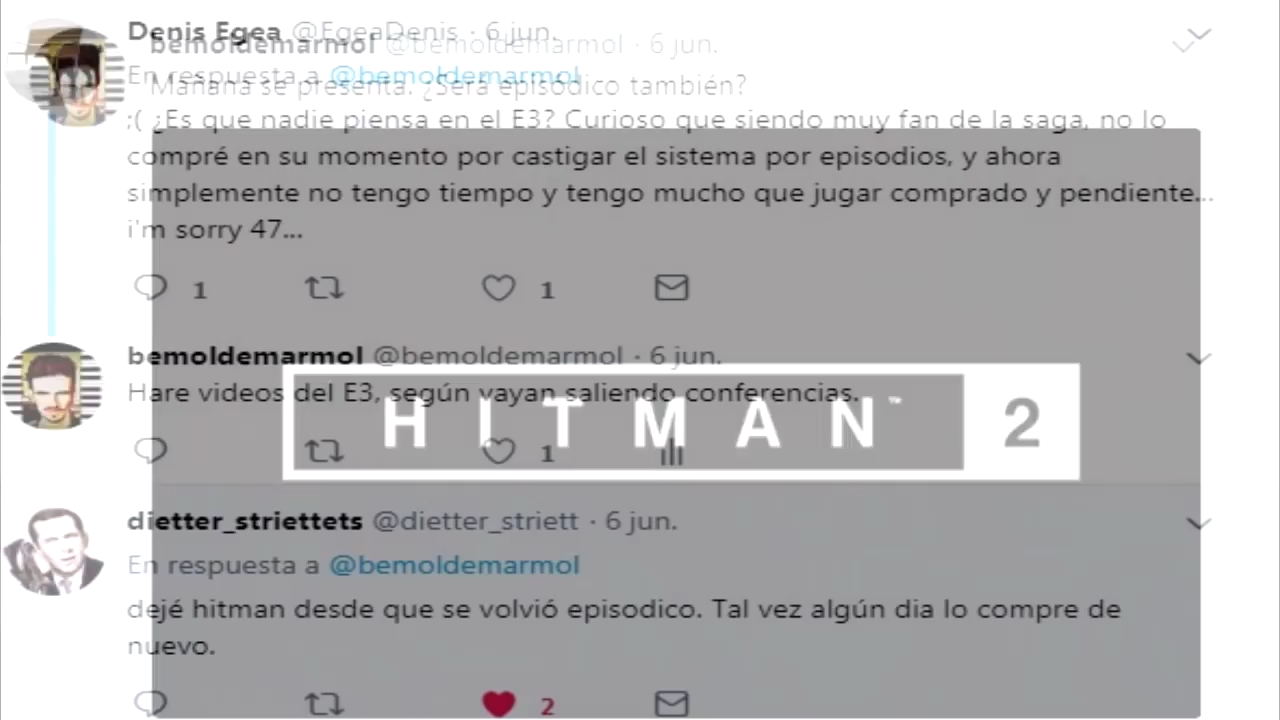 Denis Egea @EgeaDenis · 6 jun.
bemoldemarmol @bemoldemarmol · 6 jun.
En respuesta a @bemoldemarmol
Mañana se presenta. ¿Será episódico también?
;( ¿Es que nadie piensa en el E3? Curioso que siendo muy fan de la saga, no lo
compré en su momento por castigar el sistema por episodios, y ahora
simplemente no tengo tiempo y tengo mucho que jugar comprado y pendiente...
i'm sorry 47...
1 1
bemoldemarmol @bemoldemarmol · 6 jun.
Hare videos del E3, según vayan saliendo conferencias.
HITMAN™ 2
1
dietter_striettets @dietter_striett · 6 jun.
En respuesta a @bemoldemarmol
dejé hitman desde que se volvió episodico. Tal vez algún dia lo compre de
nuevo.
2